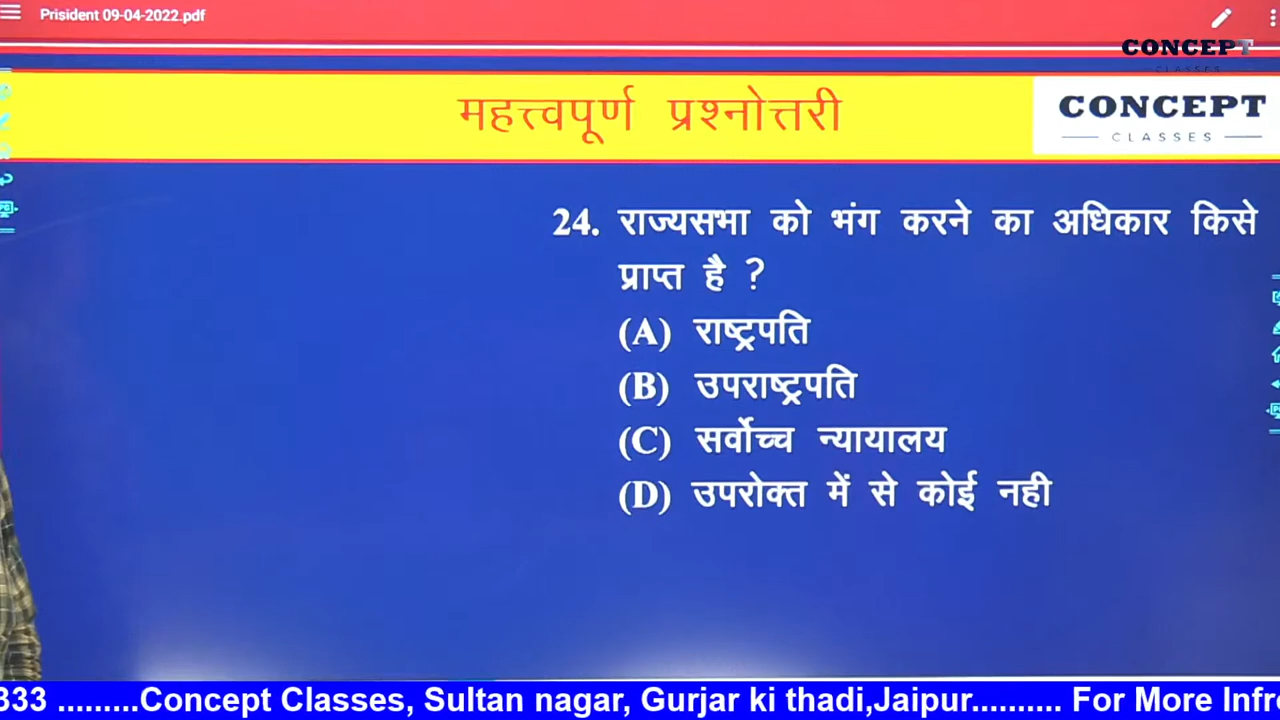 Prisident 09-04-2022.pdf
CONCEPT
CLASSES
महत्त्वपूर्ण प्रश्नोत्तरी
CONCEPT
CLASSES
24. राज्यसभा को भंग करने का अधिकार किसे
प्राप्त है ?
(A) राष्ट्रपति
(B) उपराष्ट्रपति
(C) सर्वोच्च न्यायालय
(D) उपरोक्त में से कोई नही
333 .........Concept Classes, Sultan nagar, Gurjar ki thadi,Jaipur.......... For More Infr